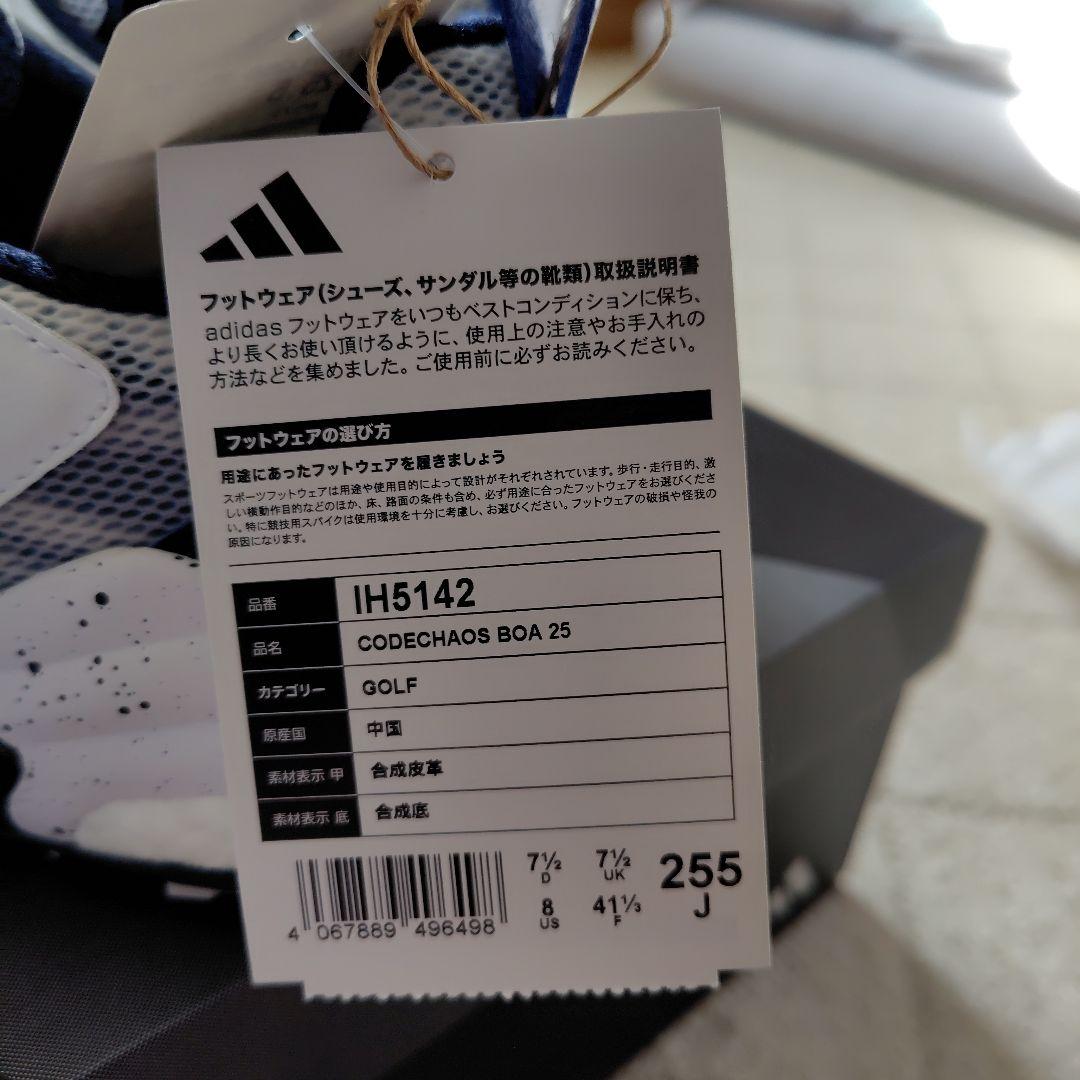 フットウェア(シューズ、サンダル等の靴類)取扱説明書
adidas フットウェアをいつもベストコンディションに保ち、
より長くお使い頂けるように、使用上の注意やお手入れの
方法などを集めました。ご使用前に必ずお読みください。
フットウェアの選び方
用途にあったフットウェアを履きましょう
スポーツフットウェアは用途や使用目的によって設計がそれぞれされています。歩行・走行目的、激
しい横動作目的などのほか、床、路面の条件も含め、必ず用途に合ったフットウェアをお選びくださ
い。特に競技用スパイクは使用環境を十分に考慮し、お選びください。フットウェアの破損や怪我の
原因になります。
品番 IH5142
品名 CODECHAOS BOA 25
カテゴリー GOLF
原産国 中国
素材表示 甲 合成皮革
素材表示 底 合成底
7½ D 7½ UK 255 J
8 US 41⅓ F
4 067889 496498